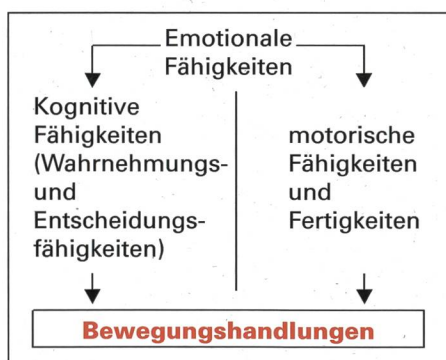 Emotionale
Fähigkeiten
Kognitive
Fähigkeiten
(Wahrnehmungs-
und
Entscheidungs-
fähigkeiten)
motorische
Fähigkeiten
und
Fertigkeiten
Bewegungshandlungen